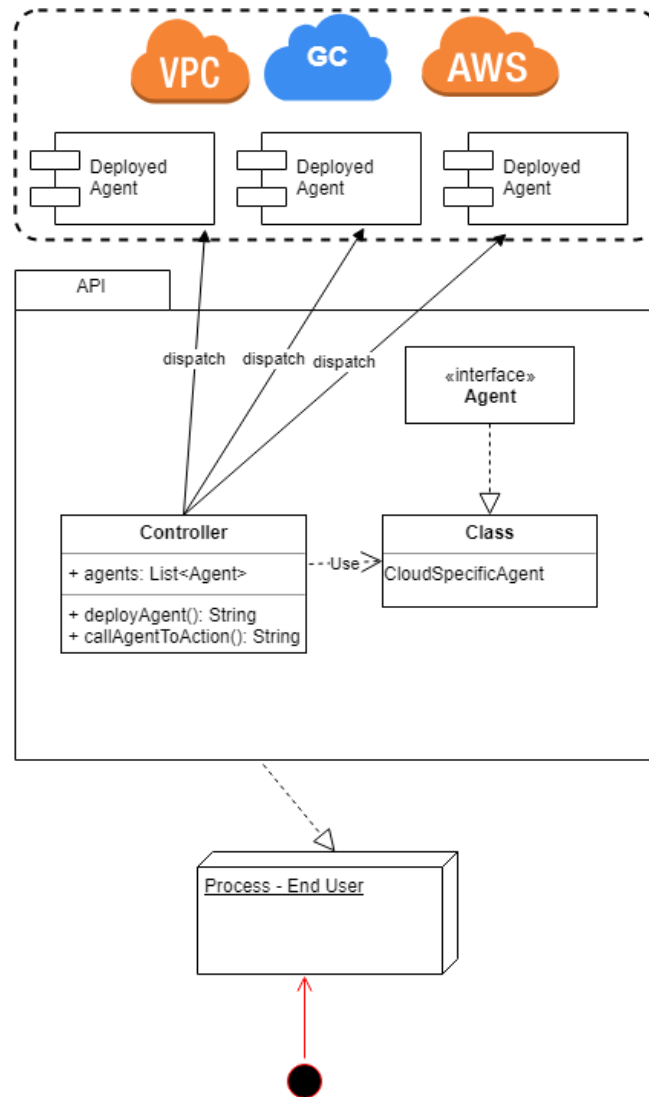 VPC
GC
AWS
Deployed
Agent
Deployed
Agent
Deployed
Agent
API
dispatch
dispatch
dispatch
«interface»
Agent
Controller
+ agents: List<Agent>
+ deployAgent(): String
+ callAgentToAction(): String
Use
Class
CloudSpecificAgent
Process - End User